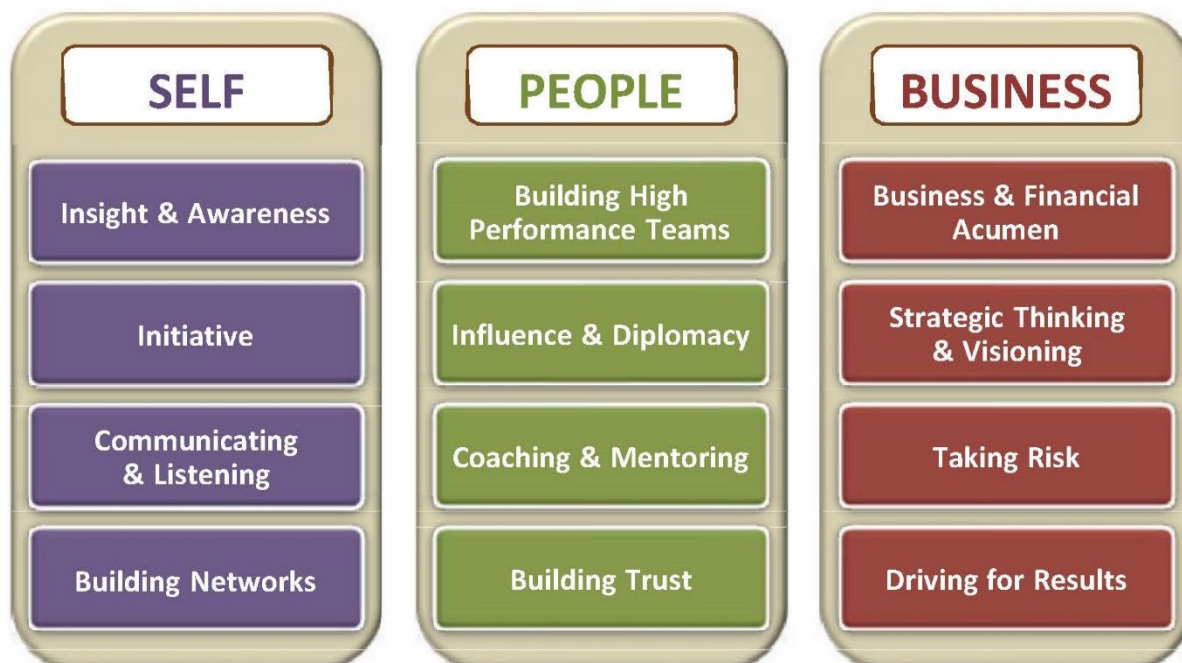 SELF
Insight & Awareness
Initiative
Communicating
& Listening
Building Networks
PEOPLE
Building High
Performance Teams
Influence & Diplomacy
Coaching & Mentoring
Building Trust
BUSINESS
Business & Financial
Acumen
Strategic Thinking
& Visioning
Taking Risk
Driving for Results